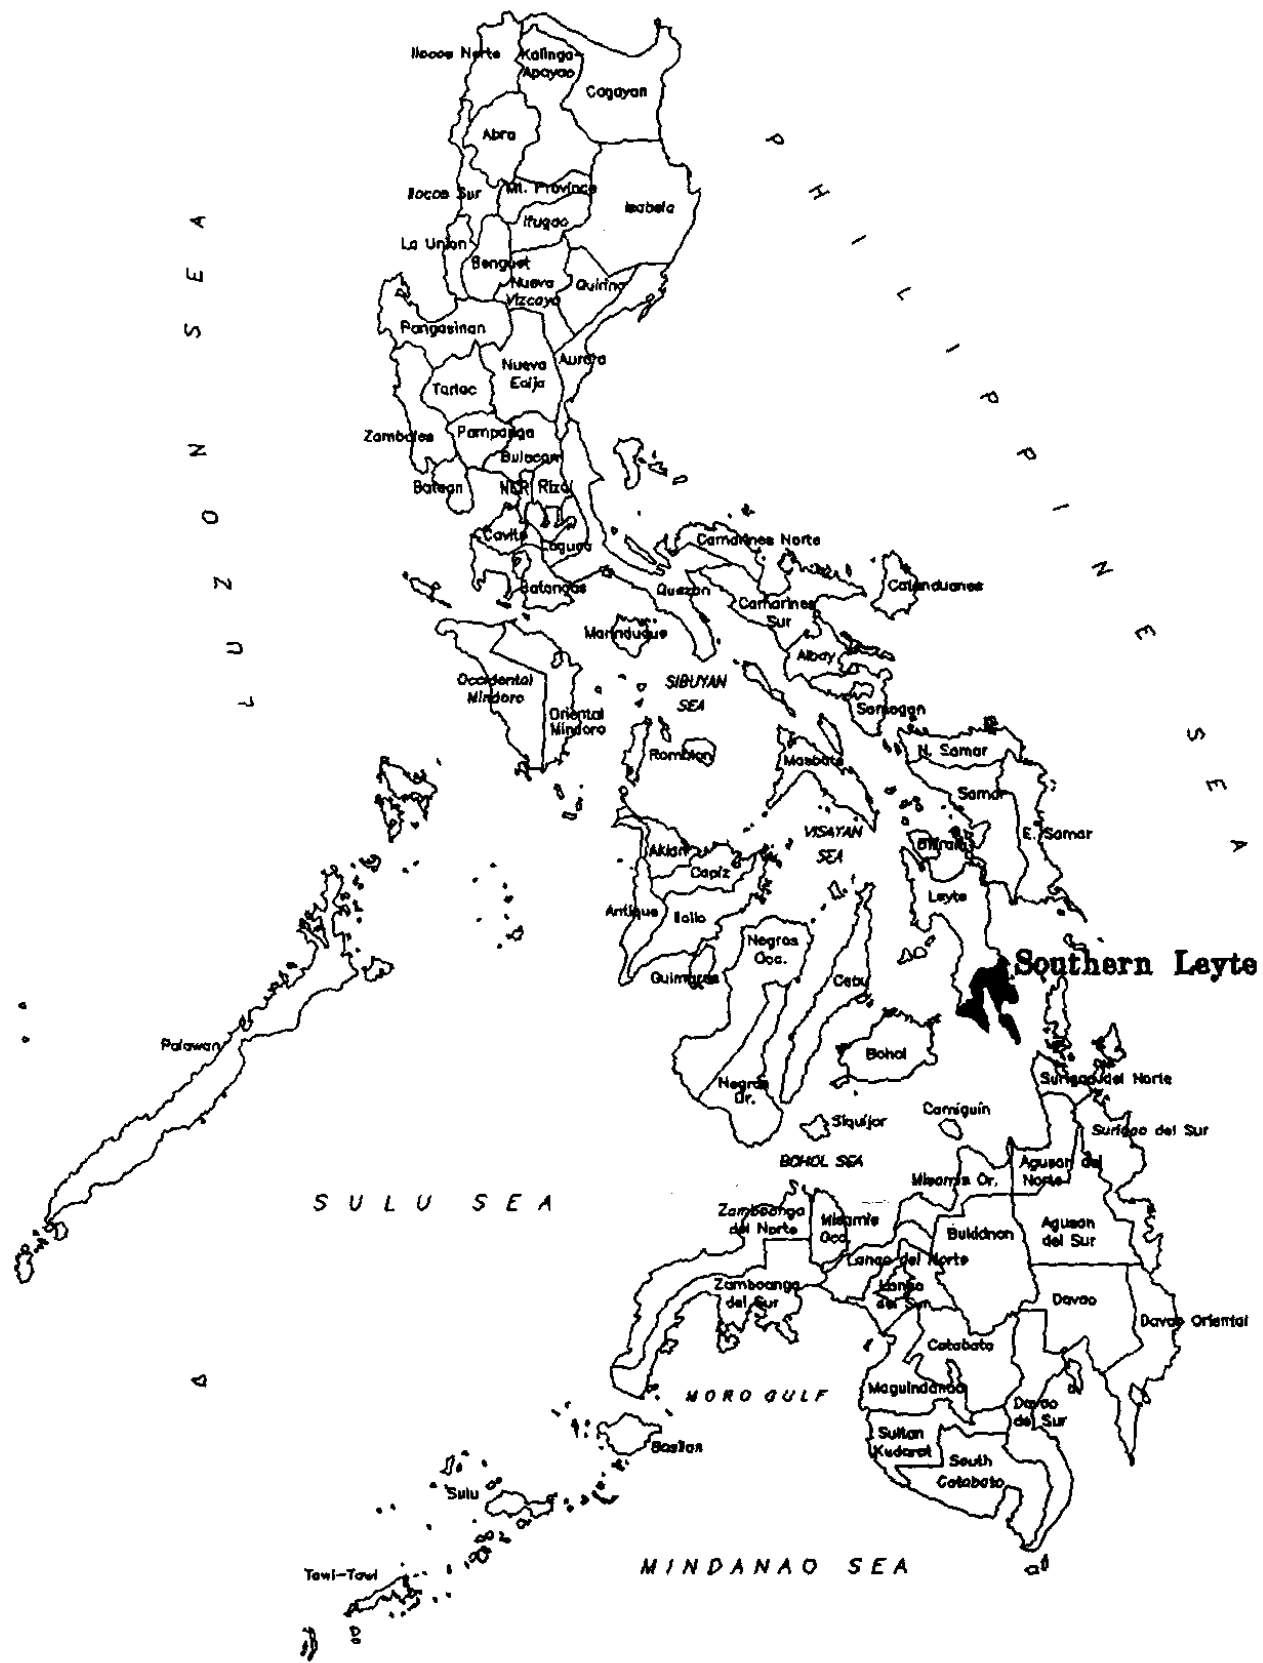 Ilocos Norte
Kalinga-
Apayao
Cagayan
Abra
Ilocos Sur
Mt. Province
Isabela
Ifugao
La Union
Benguet
Nueva
Vizcaya
Quirino
Pangasinan
Aurora
Nueva
Ecija
Tarlac
Zambales
Pampanga
Bulacan
Bataan
NCR
Rizal
Cavite
Laguna
Camarines Norte
Batangas
Quezon
Catanduanes
Camarines
Sur
Marinduque
Albay
Occidental
Mindoro
SIBUYAN
SEA
Oriental
Mindoro
Sorsogon
Romblon
Masbate
N. Samar
Samar
E. Samar
VISAYAN
SEA
Biliran
Aklan
Capiz
Leyte
Antique
Iloilo
Negros
Occ.
Guimaras
Cebu
Southern Leyte
Palawan
Bohol
Negros
Or.
Surigao del Norte
Siquijor
Camiguin
Surigao del Sur
BOHOL SEA
Agusan del
Norte
Misamis Or.
SULU SEA
Zamboanga
del Norte
Misamis
Occ.
Bukidnon
Agusan
del Sur
Lanao del Norte
Zamboanga
del Sur
Lanao
del Sur
Davao
Davao Oriental
Cotabato
MORO GULF
Maguindanao
Davao
del Sur
Sultan
Kudarat
South
Cotabato
Basilan
Sulu
MINDANAO SEA
Tawi-Tawi
LUZON SEA
PHILIPPINE SEA